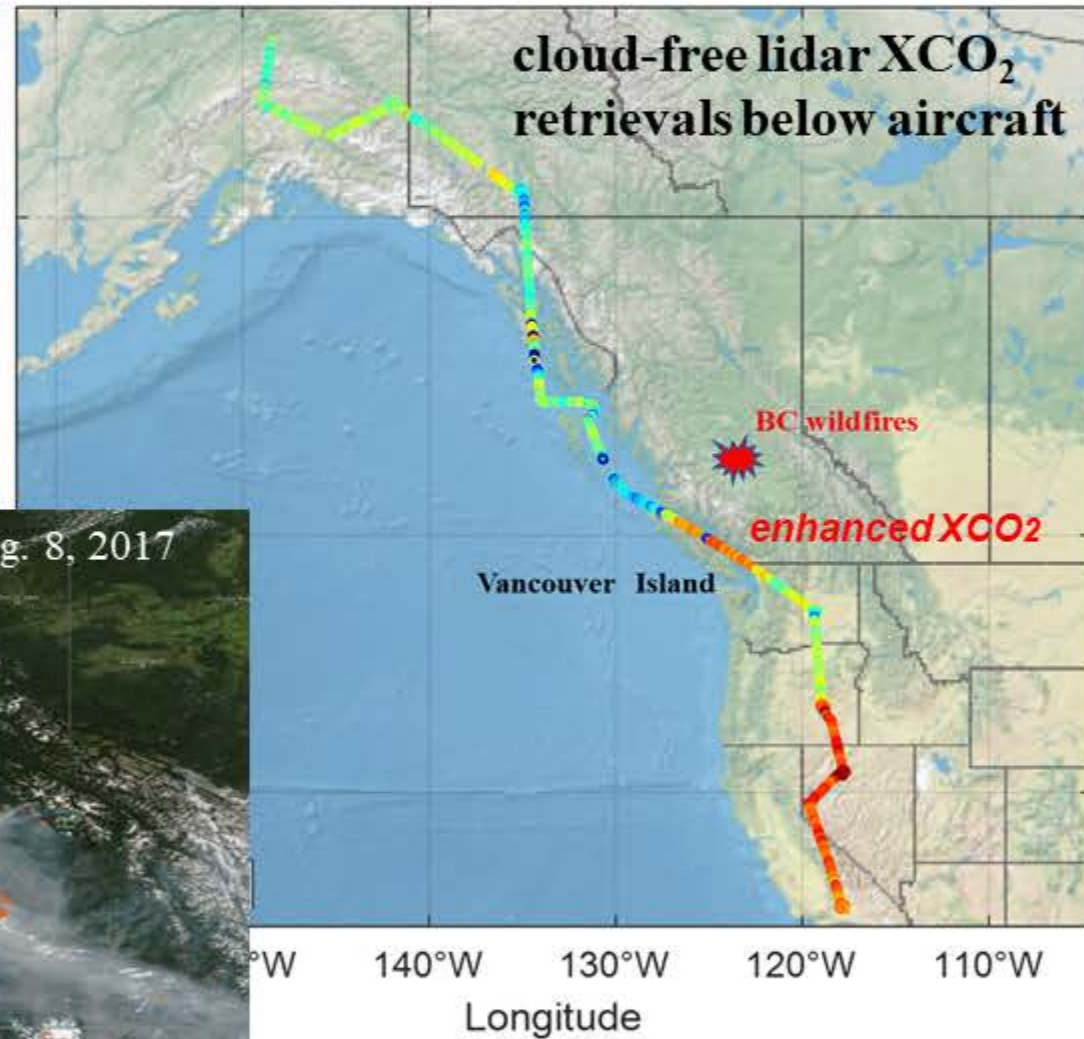 cloud-free lidar XCO₂
retrievals below aircraft
BC wildfires
enhanced XCO2
g. 8, 2017
Vancouver Island
°W 140°W 130°W 120°W 110°W
Longitude